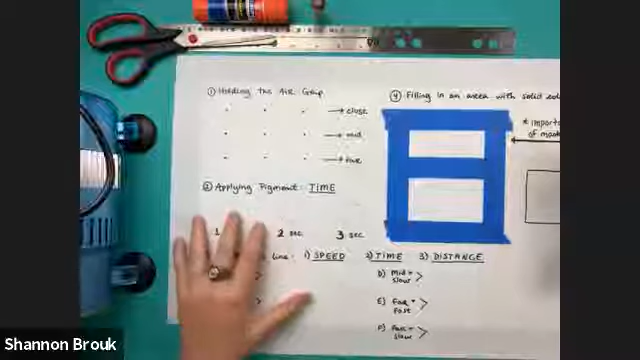 ① Holding the Air Grap
→ close
→ mid
→ far
② Applying Pigment: TIME
1
2 sec
3 sec
line: 1) SPEED 2) TIME 3) DISTANCE
D) Mid + slow >
E) Far + Fast >
F) Far + slow >
④ Filling in an area with solid
* importa
of mask
Shannon Brouk